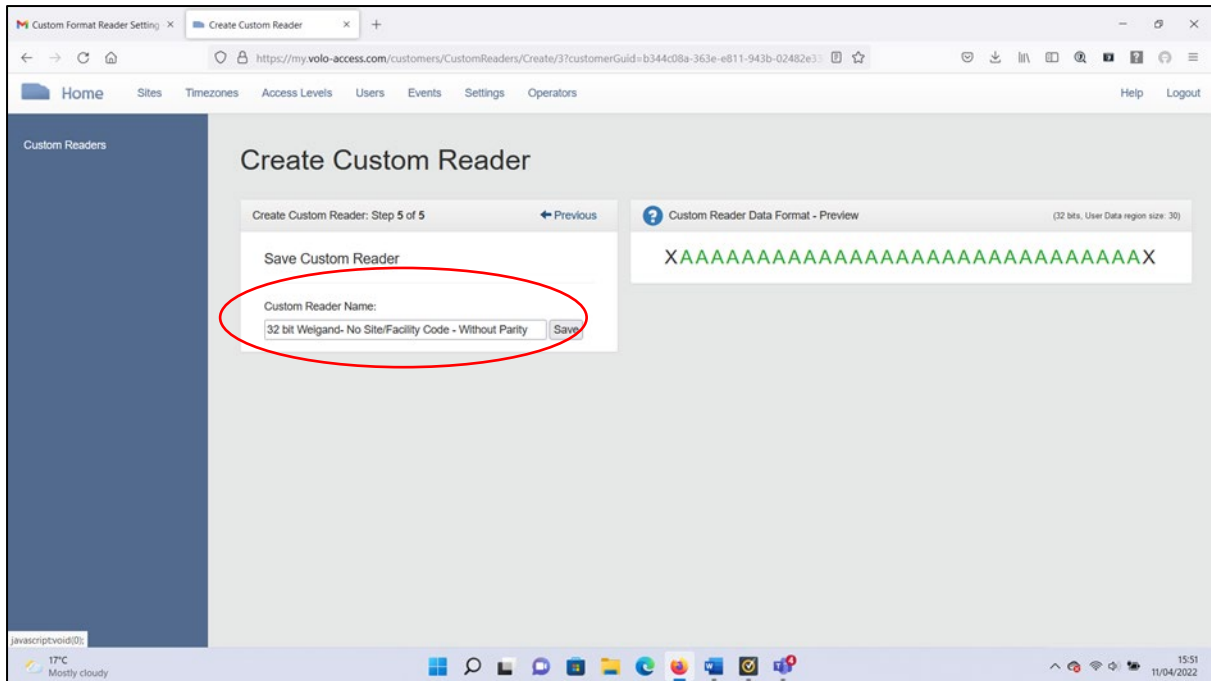 Custom Format Reader Setting
Create Custom Reader
https://my.volo-access.com/customers/CustomReaders/Create/3?customerGuid=b344c08a-363e-e811-943b-02482e3
Home Sites Timezones Access Levels Users Events Settings Operators Help Logout
Custom Readers
Create Custom Reader
Create Custom Reader: Step 5 of 5 Previous
Custom Reader Data Format - Preview (32 bits, User Data region size: 30)
Save Custom Reader
XAAAAAAAAAAAAAAAAAAAAAAAAAAAAAAX
Custom Reader Name:
32 bit Weigand- No Site/Facility Code - Without Parity Save
javascript:void(0);
17°C
Mostly cloudy
15:51
11/04/2022